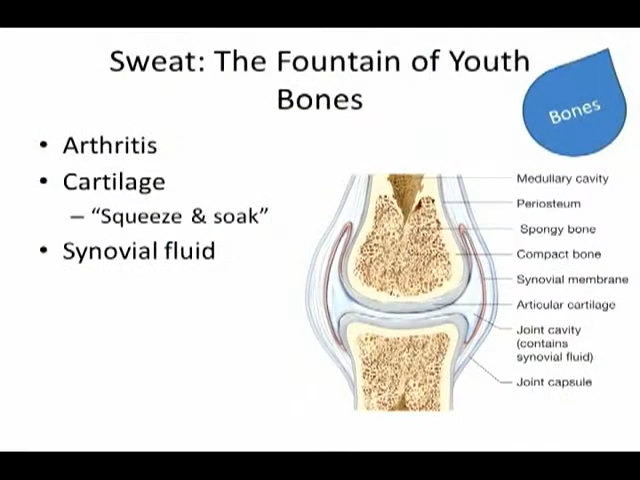 Sweat: The Fountain of Youth
Bones
Bones
• Arthritis
• Cartilage
– “Squeeze & soak”
• Synovial fluid
Medullary cavity
Periosteum
Spongy bone
Compact bone
Synovial membrane
Articular cartilage
Joint cavity
(contains
synovial fluid)
Joint capsule